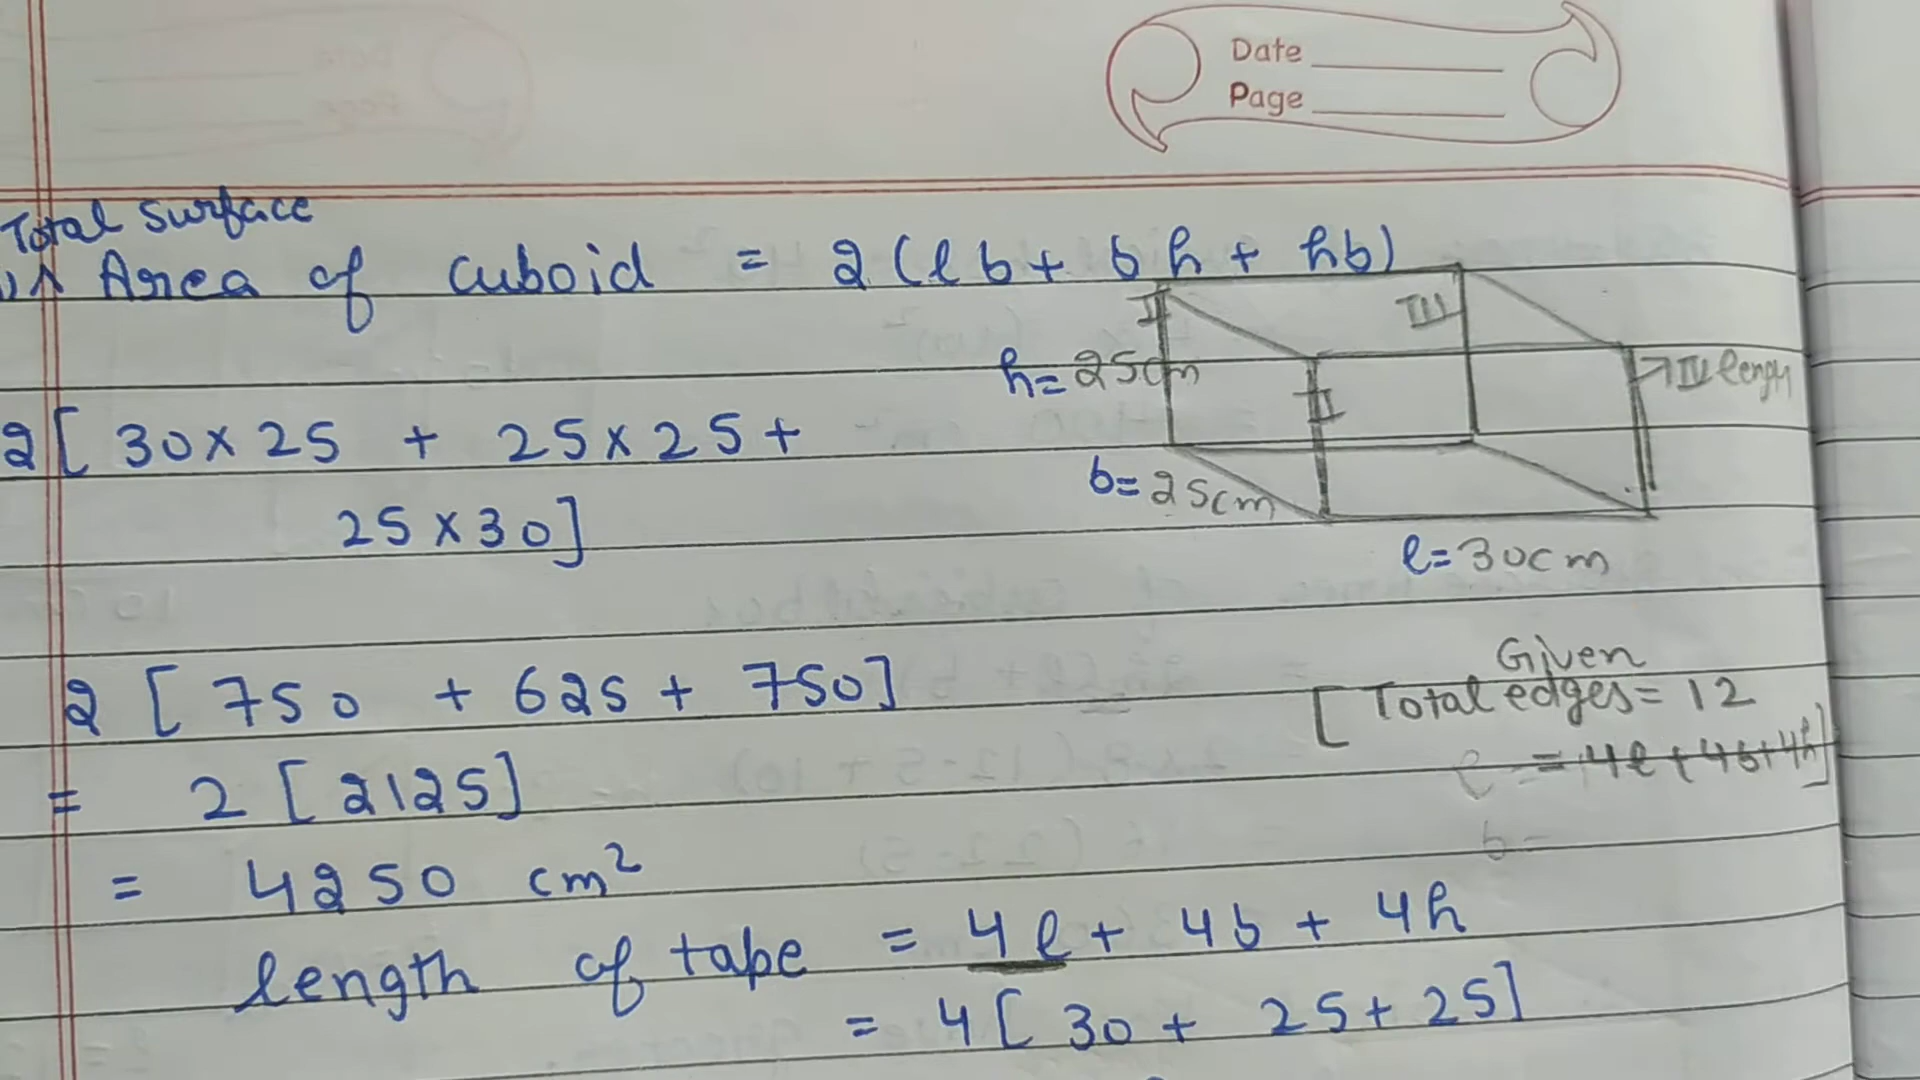 Date
Page
Total surface
Area of cuboid = 2(lb + bh + hb)
h = 25cm
II
III
IV length
2[30×25 + 25×25+
25×30]
b = 25cm
l = 30cm
2[750 + 625 + 750]
Given
[Total edges = 12
= 4l + 4b + 4h]
= 2[2125]
b =
= 4250 cm²
length of tape = 4l + 4b + 4h
= 4[30 + 25 + 25]